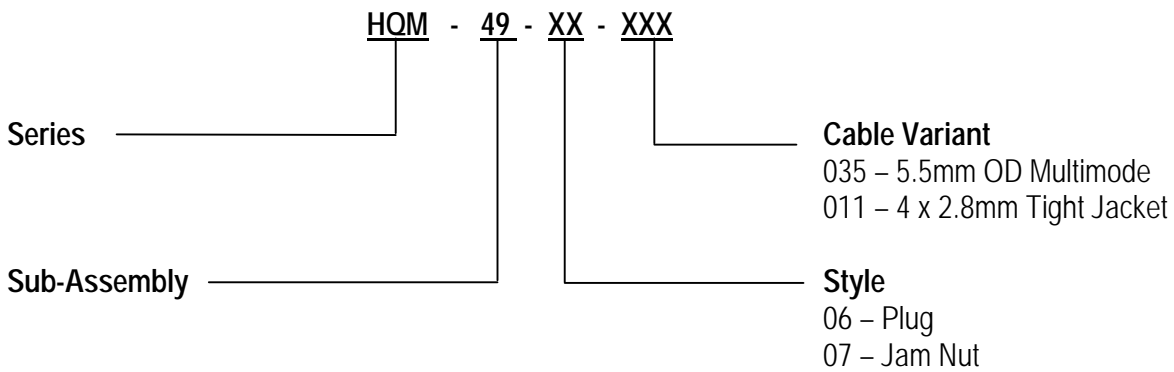 HQM - 49 - XX - XXX
Series
Cable Variant
035 – 5.5mm OD Multimode
011 – 4 x 2.8mm Tight Jacket
Sub-Assembly
Style
06 – Plug
07 – Jam Nut